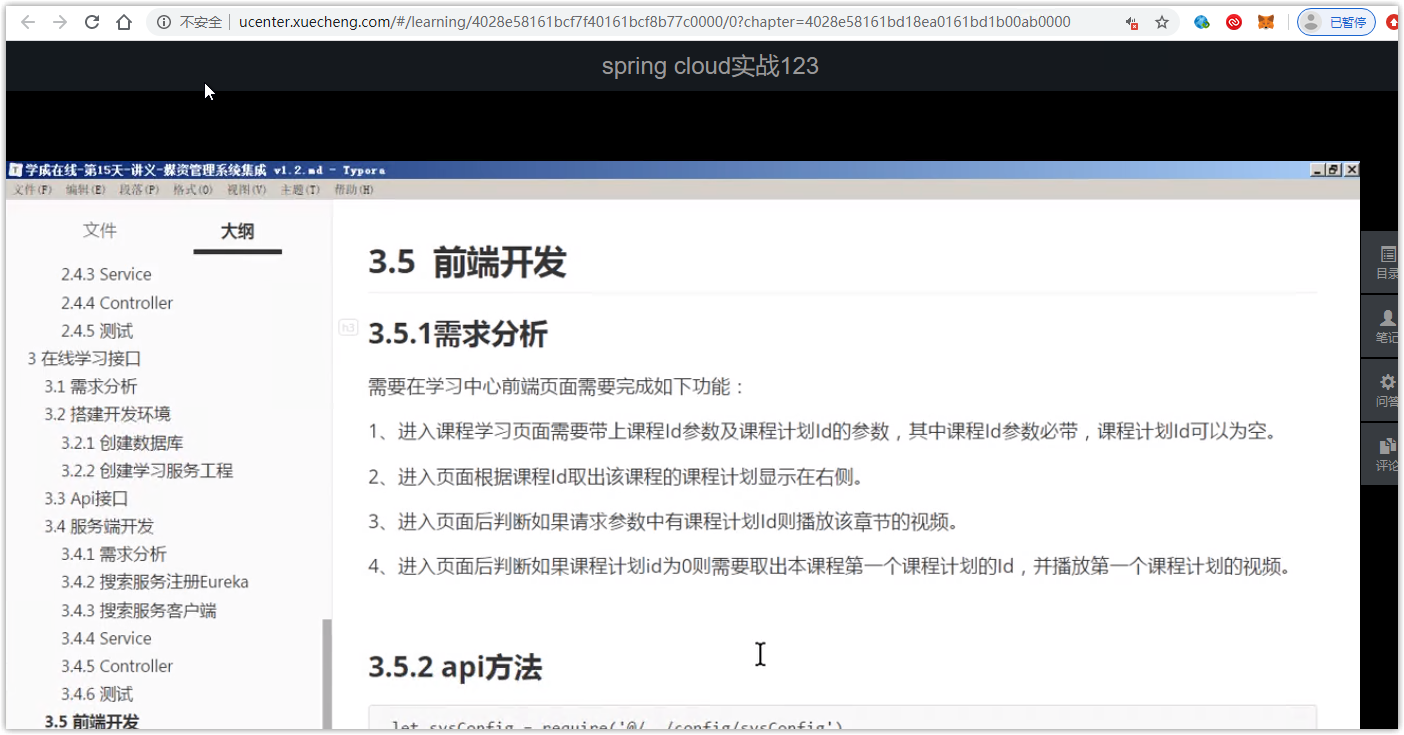 不安全
ucenter.xuecheng.com/#/learning/4028e58161bcf7f40161bcf8b77c0000/0?chapter=4028e58161bd18ea0161bd1b00ab0000
已暂停
spring cloud实战123
学成在线-第15天-讲义-媒资管理系统集成 v1.2.md - Typora
文件(F) 编辑(E) 段落(P) 格式(O) 视图(V) 主题(T) 帮助(H)
文件 大纲
2.4.3 Service
2.4.4 Controller
2.4.5 测试
3 在线学习接口
3.1 需求分析
3.2 搭建开发环境
3.2.1 创建数据库
3.2.2 创建学习服务工程
3.3 Api接口
3.4 服务端开发
3.4.1 需求分析
3.4.2 搜索服务注册Eureka
3.4.3 搜索服务客户端
3.4.4 Service
3.4.5 Controller
3.4.6 测试
3.5 前端开发
3.5 前端开发
h3
3.5.1需求分析
需要在学习中心前端页面需要完成如下功能：
1、进入课程学习页面需要带上课程Id参数及课程计划Id的参数，其中课程Id参数必带，课程计划Id可以为空。
2、进入页面根据课程Id取出该课程的课程计划显示在右侧。
3、进入页面后判断如果请求参数中有课程计划Id则播放该章节的视频。
4、进入页面后判断如果课程计划id为0则需要取出本课程第一个课程计划的Id，并播放第一个课程计划的视频。
3.5.2 api方法
let sysConfig = require('@/../config/sysConfig')
目录
笔记
问答
评论